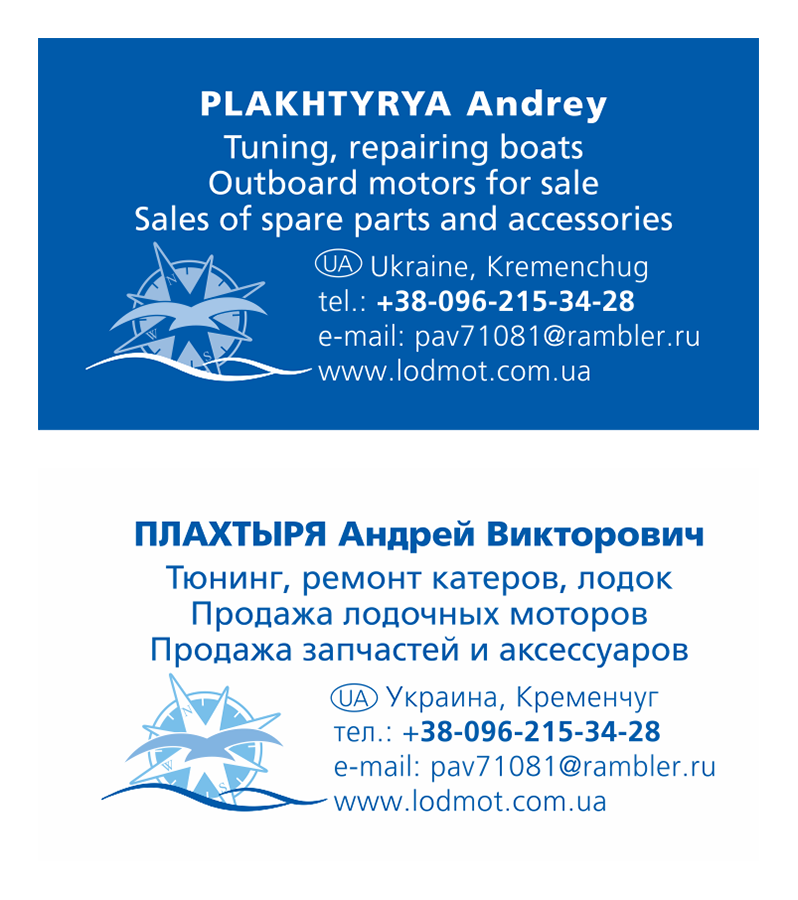 PLAKHTYRYA Andrey
Tuning, repairing boats
Outboard motors for sale
Sales of spare parts and accessories
UA Ukraine, Kremenchug
tel.: +38-096-215-34-28
e-mail: pav71081@rambler.ru
www.lodmot.com.ua
N
W
S
ПЛАХТЫРЯ Андрей Викторович
Тюнинг, ремонт катеров, лодок
Продажа лодочных моторов
Продажа запчастей и аксессуаров
UA Украина, Кременчуг
тел.: +38-096-215-34-28
e-mail: pav71081@rambler.ru
www.lodmot.com.ua
N
W
S